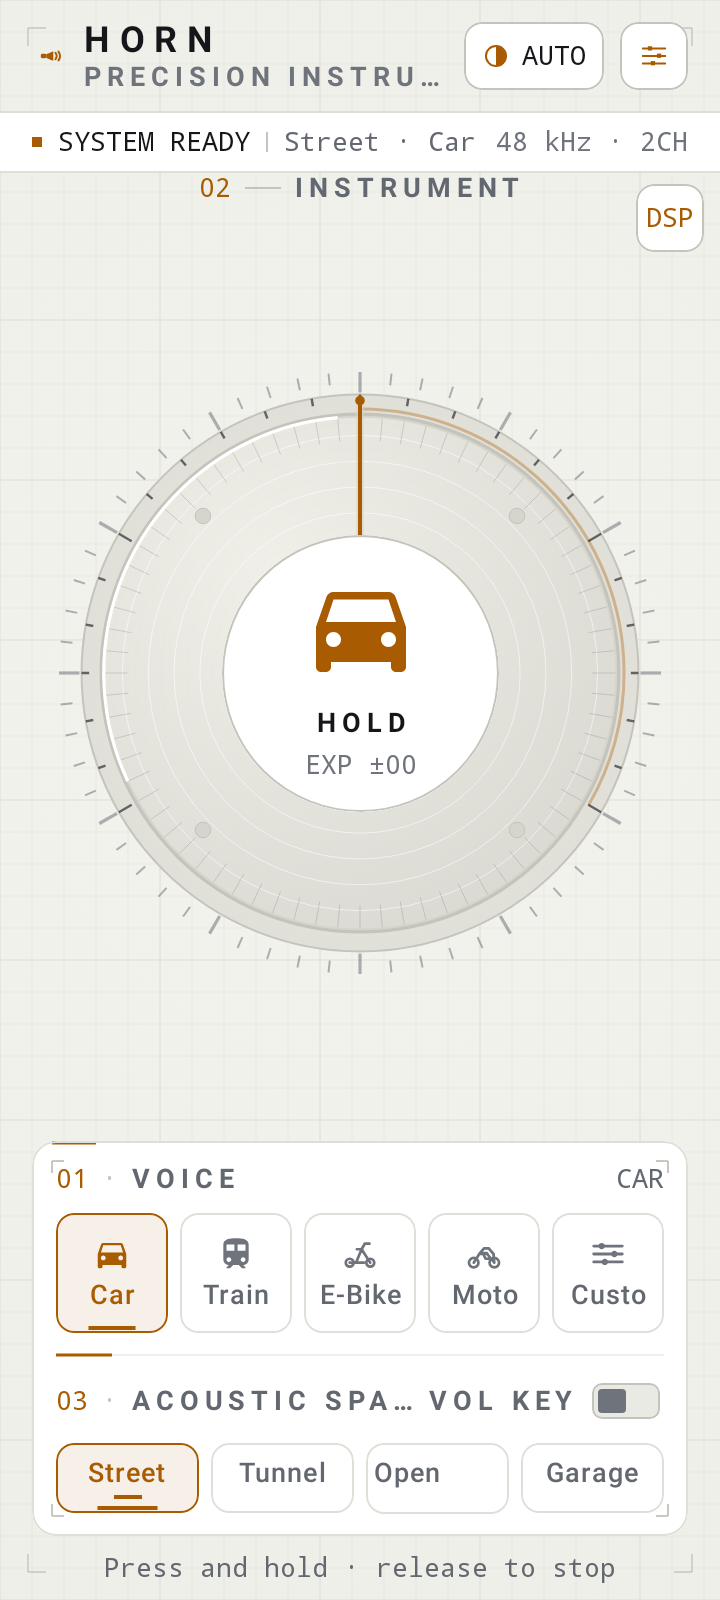 HORN
PRECISION INSTRU…
AUTO
SYSTEM READY
Street · Car 48 kHz · 2CH
02 — INSTRUMENT
DSP
HOLD
EXP ±00
01 · VOICE
CAR
Car
Train
E-Bike
Moto
Custo
03 · ACOUSTIC SPA… VOL KEY
Street
Tunnel
Open
Garage
Press and hold · release to stop